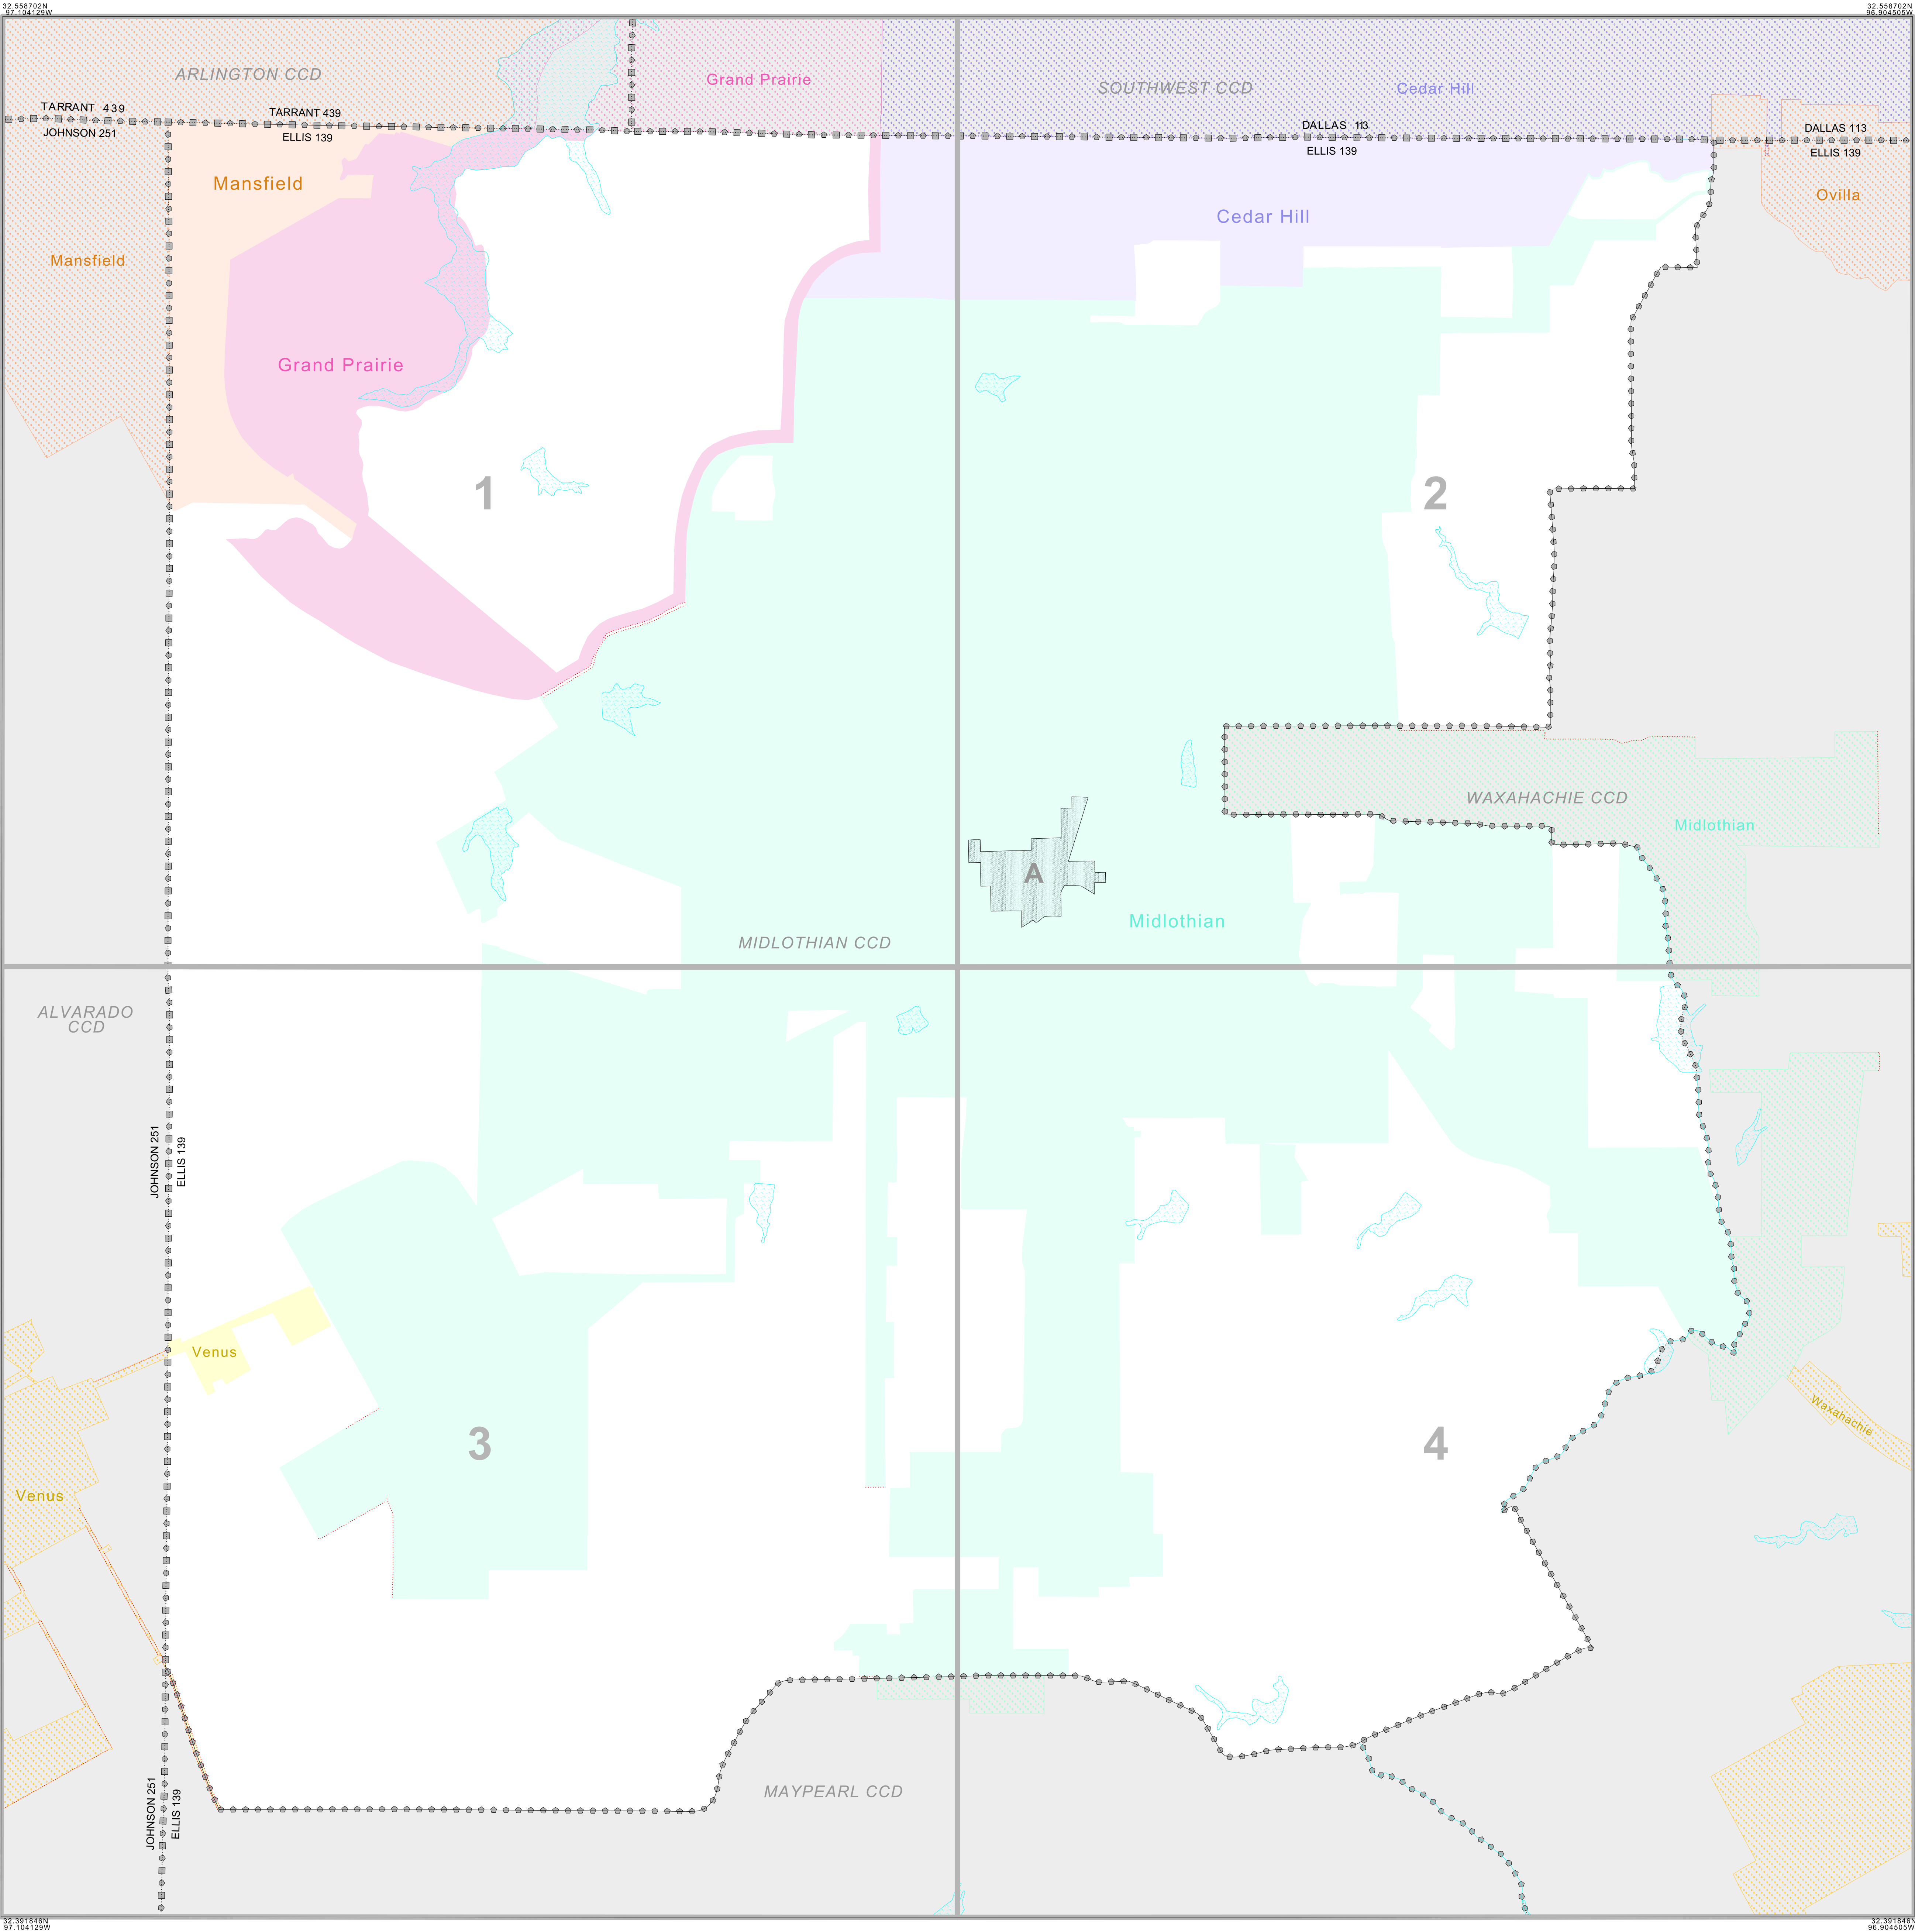 32.558702N
97.104129W
32.558702N
96.904505W
ARLINGTON CCD
Grand Prairie
SOUTHWEST CCD
Cedar Hill
TARRANT 439
JOHNSON 251
TARRANT 439
ELLIS 139
DALLAS 113
ELLIS 139
DALLAS 113
ELLIS 139
Mansfield
Ovilla
Cedar Hill
Mansfield
Grand Prairie
1
2
WAXAHACHIE CCD
Midlothian
A
Midlothian
MIDLOTHIAN CCD
ALVARADO
CCD
JOHNSON 251
ELLIS 139
Venus
Waxahachie
3
4
Venus
MAYPEARL CCD
JOHNSON 251
ELLIS 139
32.391846N
97.104129W
32.391846N
96.904505W